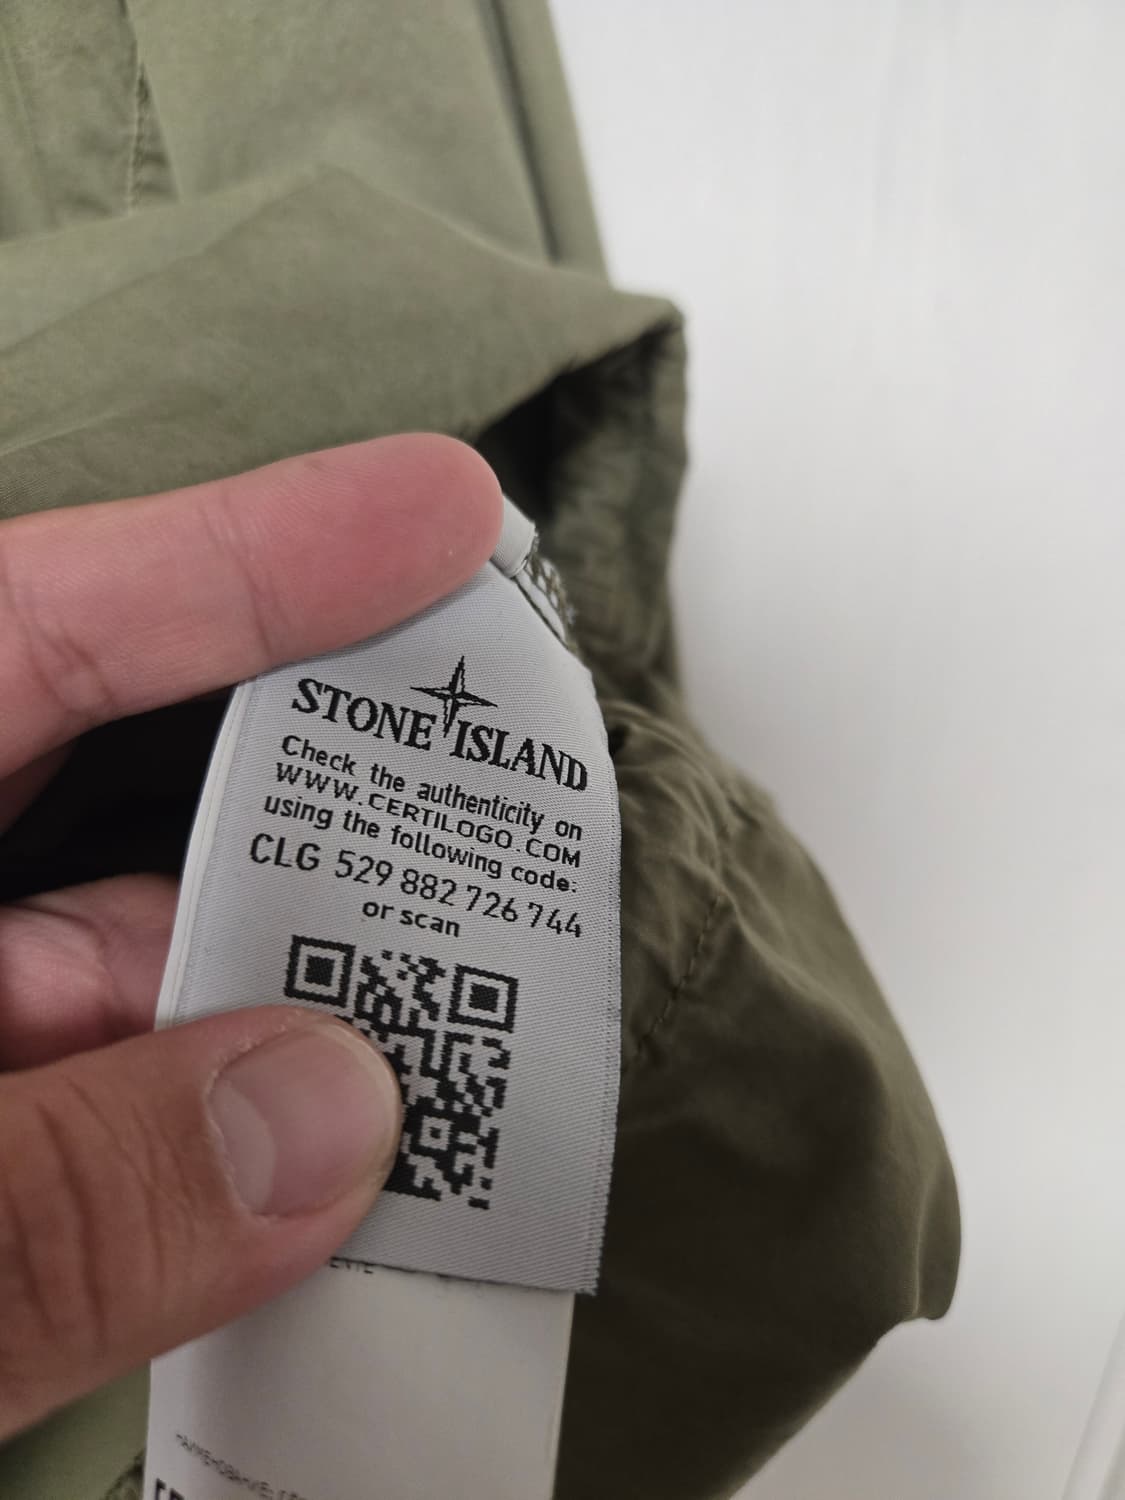 STONE ISLAND
Check the authenticity on
WWW.CERTILOGO.COM
using the following code:
CLG 529 882 726 744
or scan